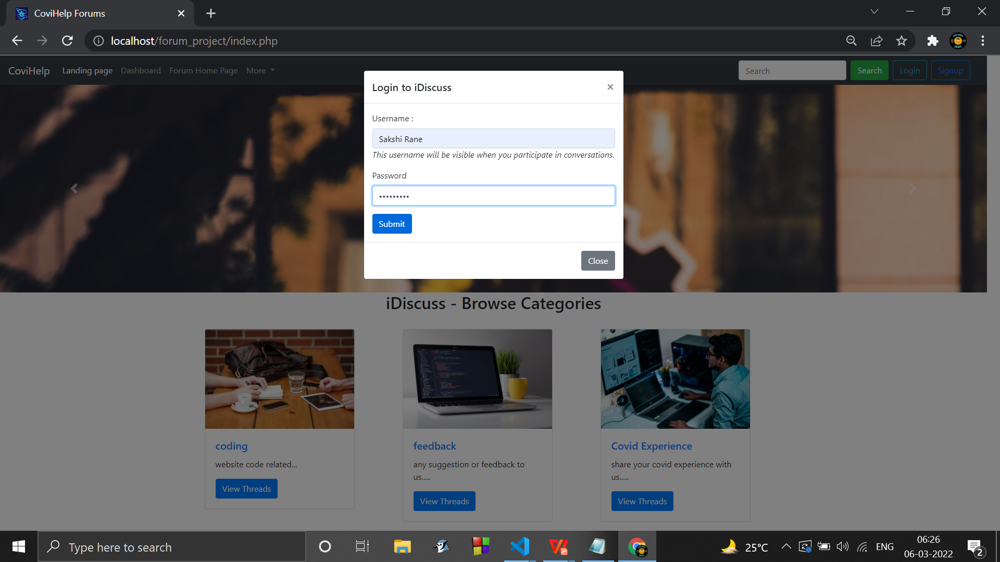 CoviHelp Forums
localhost/forum_project/index.php
CoviHelp Landing page Dashboard Forum Home Page More Search Search Login Signup
Login to iDiscuss ×
Username :
Sakshi Rane
This username will be visible when you participate in conversations.
Password
•••••••••
Submit
Close
iDiscuss - Browse Categories
coding
website code related...
View Threads
feedback
any suggestion or feedback to
us.....
View Threads
Covid Experience
share your covid experience with
us.....
View Threads
Type here to search
25°C
ENG
06:26
06-03-2022
2